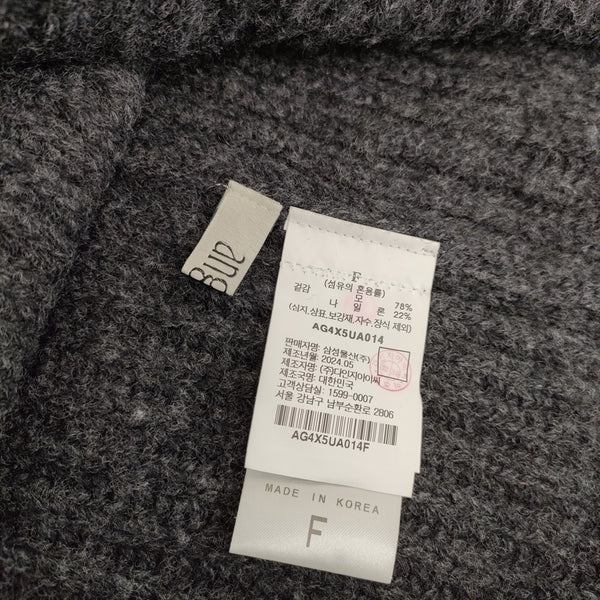 ang
F
(섬유의 혼용률)
겉감 모 78%
나 일 론 22%
(심지,상표,보강재,자수,장식 제외)
AG4X5UA014
판매자명: 삼성물산(주)
제조년월: 2024.05
제조자명: (주)다인지아이씨
제조국명: 대한민국
고객상담실: 1599-0007
서울 강남구 남부순환로 2806
AG4X5UA014F
MADE IN KOREA
F